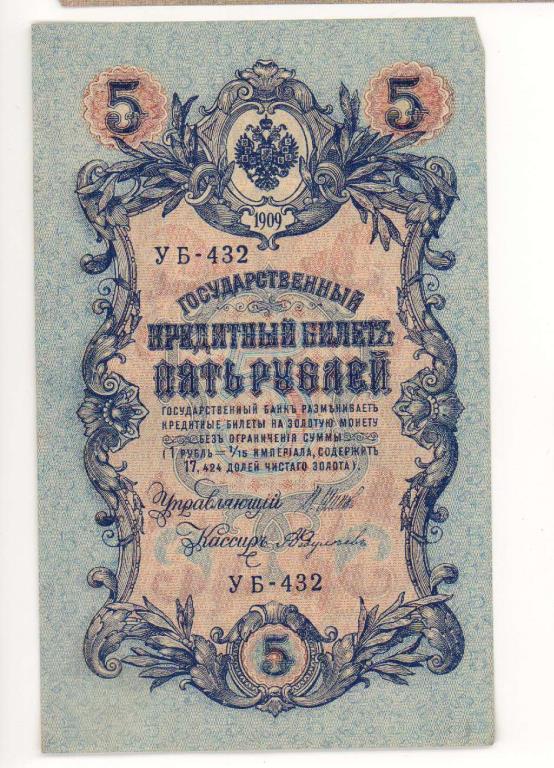 5 5
1909
УБ-432
ГОСУДАРСТВЕННЫЙ
КРЕДИТНЫЙ БИЛЕТЪ
ПЯТЬ РУБЛЕЙ
ГОСУДАРСТВЕННЫЙ БАНКЪ РАЗМѢНИВАЕТЪ
КРЕДИТНЫЕ БИЛЕТЫ НА ЗОЛОТУЮ МОНЕТУ
БЕЗЪ ОГРАНИЧЕНІЯ СУММЫ
(1 РУБЛЬ = 1/15 ИМПЕРІАЛА, СОДЕРЖИТЪ
17,424 ДОЛЕЙ ЧИСТАГО ЗОЛОТА).
Управляющій
Кассиръ
УБ-432
5